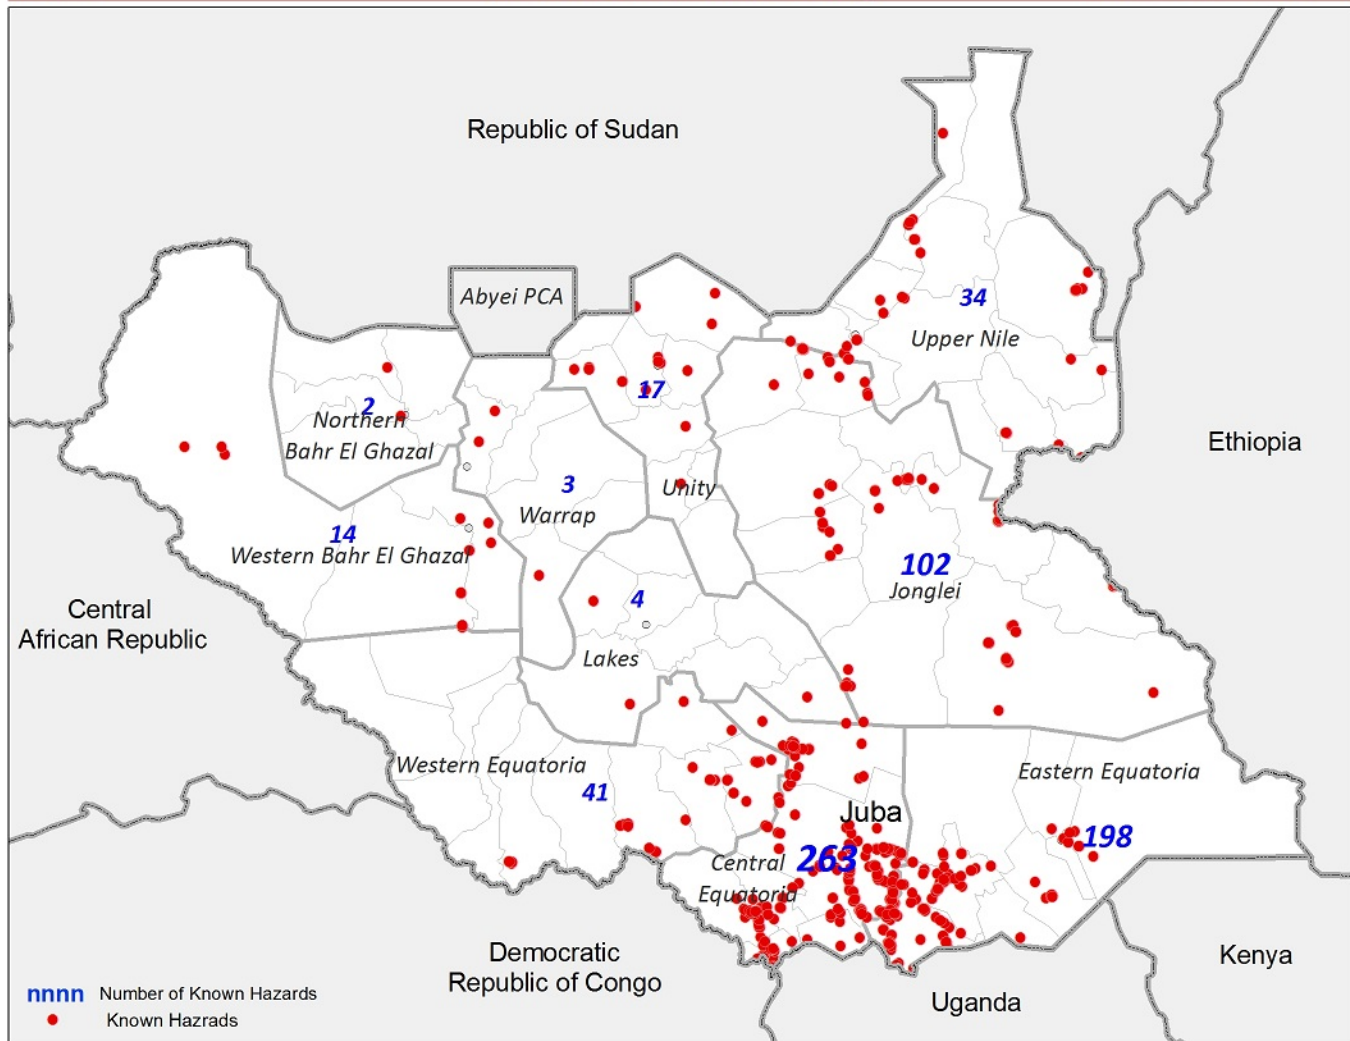 Republic of Sudan
Abyei PCA
34
Upper Nile
17
2
Northern
Bahr El Ghazal
Ethiopia
3
Unity
Warrap
14
Western Bahr El Ghazal
102
Jonglei
4
Central
African Republic
Lakes
Western Equatoria
41
Eastern Equatoria
Juba
198
263
Central
Equatoria
Democratic
Republic of Congo
Kenya
Uganda
nnnn Number of Known Hazards
Known Hazrads